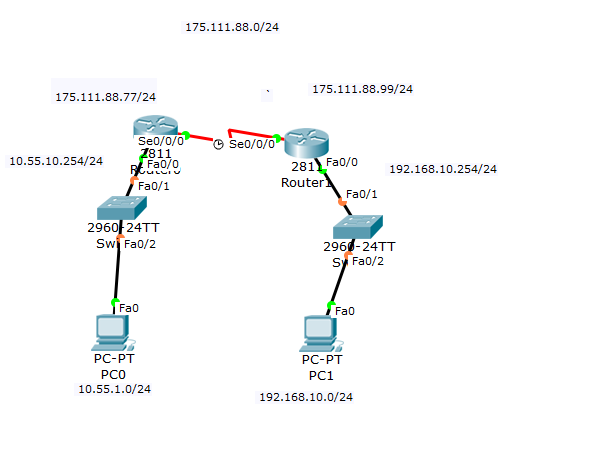 175.111.88.0/24
175.111.88.77/24
`
175.111.88.99/24
Se0/0/0
Se0/0/0
2811
Fa0/0
10.55.10.254/24
Router0
Fa0/1
2811
Fa0/0
Router1
192.168.10.254/24
Fa0/1
2960-24TT
Fa0/2
2960-24TT
Fa0/2
Fa0
Fa0
PC-PT
PC0
10.55.1.0/24
PC-PT
PC1
192.168.10.0/24